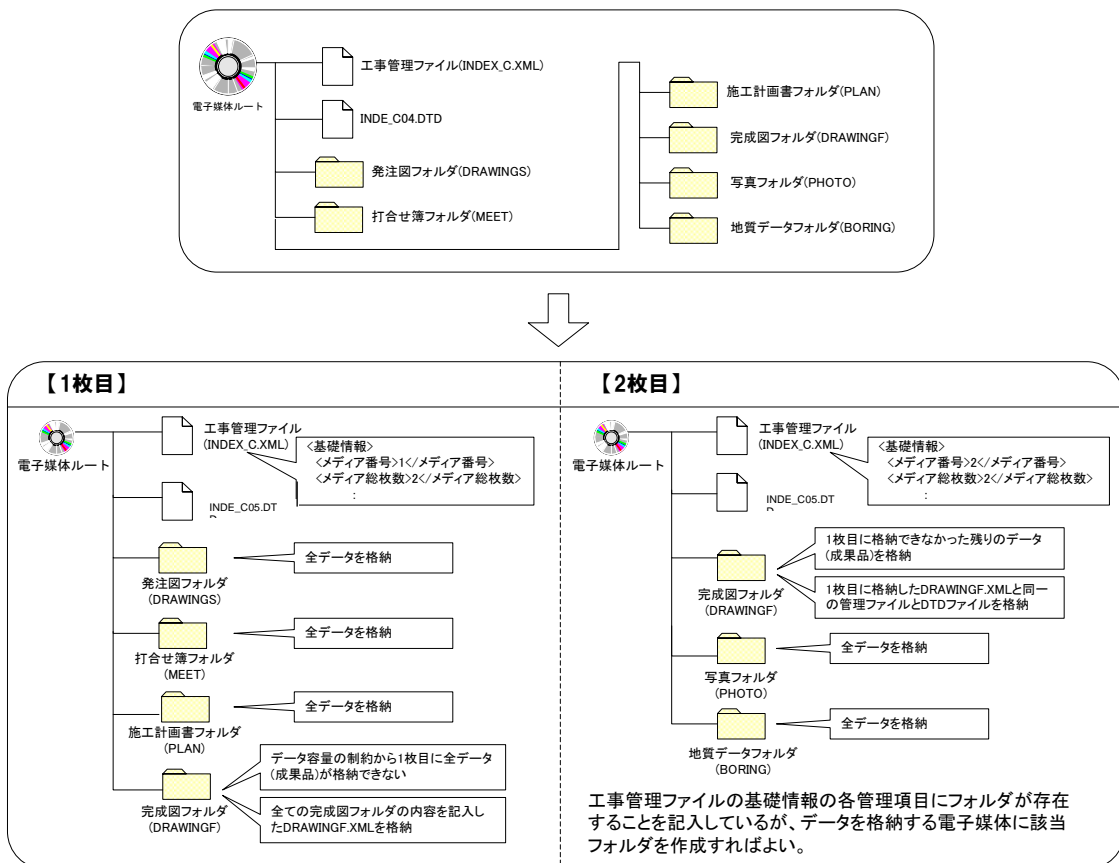 電子媒体ルート
工事管理ファイル(INDEX_C.XML)
INDE_C04.DTD
発注図フォルダ(DRAWINGS)
打合せ簿フォルダ(MEET)
施工計画書フォルダ(PLAN)
完成図フォルダ(DRAWINGF)
写真フォルダ(PHOTO)
地質データフォルダ(BORING)
【1枚目】
電子媒体ルート
工事管理ファイル
(INDEX_C.XML)
<基礎情報>
<メディア番号>1</メディア番号>
<メディア総枚数>2</メディア総枚数>
:
INDE_C05.DT
発注図フォルダ
(DRAWINGS)
全データを格納
打合せ簿フォルダ
(MEET)
全データを格納
施工計画書フォルダ
(PLAN)
全データを格納
完成図フォルダ
(DRAWINGF)
データ容量の制約から1枚目に全データ
(成果品)が格納できない
全ての完成図フォルダの内容を記入し
たDRAWINGF.XMLを格納
【2枚目】
電子媒体ルート
工事管理ファイル
(INDEX_C.XML)
<基礎情報>
<メディア番号>2</メディア番号>
<メディア総枚数>2</メディア総枚数>
:
INDE_C05.DT
完成図フォルダ
(DRAWINGF)
1枚目に格納できなかった残りのデータ
(成果品)を格納
1枚目に格納したDRAWINGF.XMLと同一
の管理ファイルとDTDファイルを格納
写真フォルダ
(PHOTO)
全データを格納
地質データフォルダ
(BORING)
全データを格納
工事管理ファイルの基礎情報の各管理項目にフォルダが存在
することを記入しているが、データを格納する電子媒体に該当
フォルダを作成すればよい。